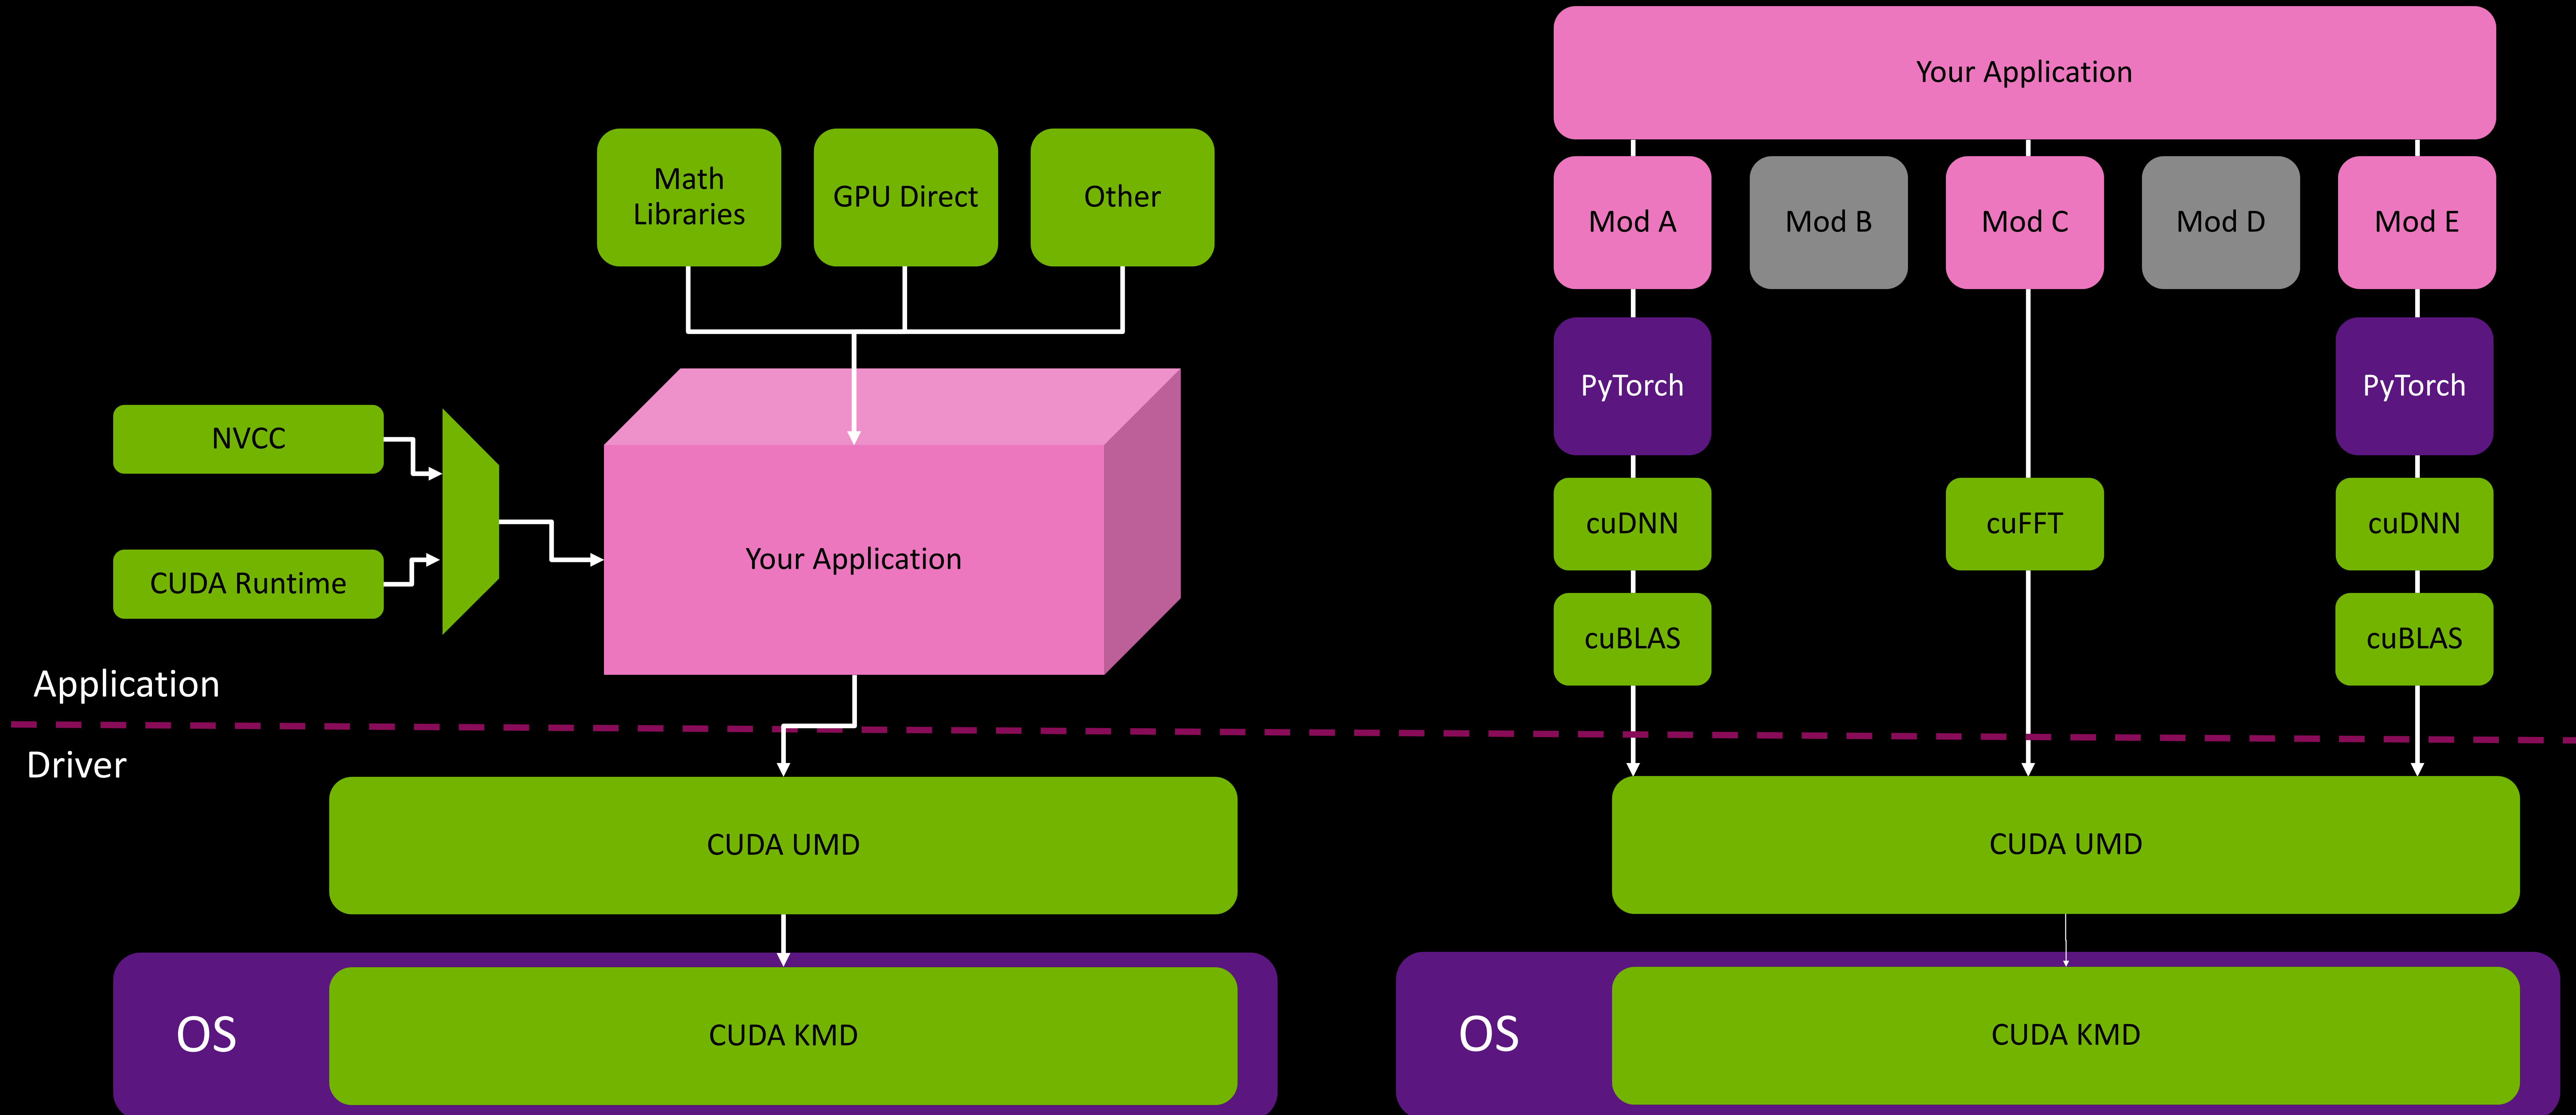 Math
Libraries
GPU Direct
Other
NVCC
CUDA Runtime
Your Application
Application
Driver
CUDA UMD
OS
CUDA KMD
Your Application
Mod A
Mod B
Mod C
Mod D
Mod E
PyTorch
PyTorch
cuDNN
cuFFT
cuDNN
cuBLAS
cuBLAS
CUDA UMD
OS
CUDA KMD